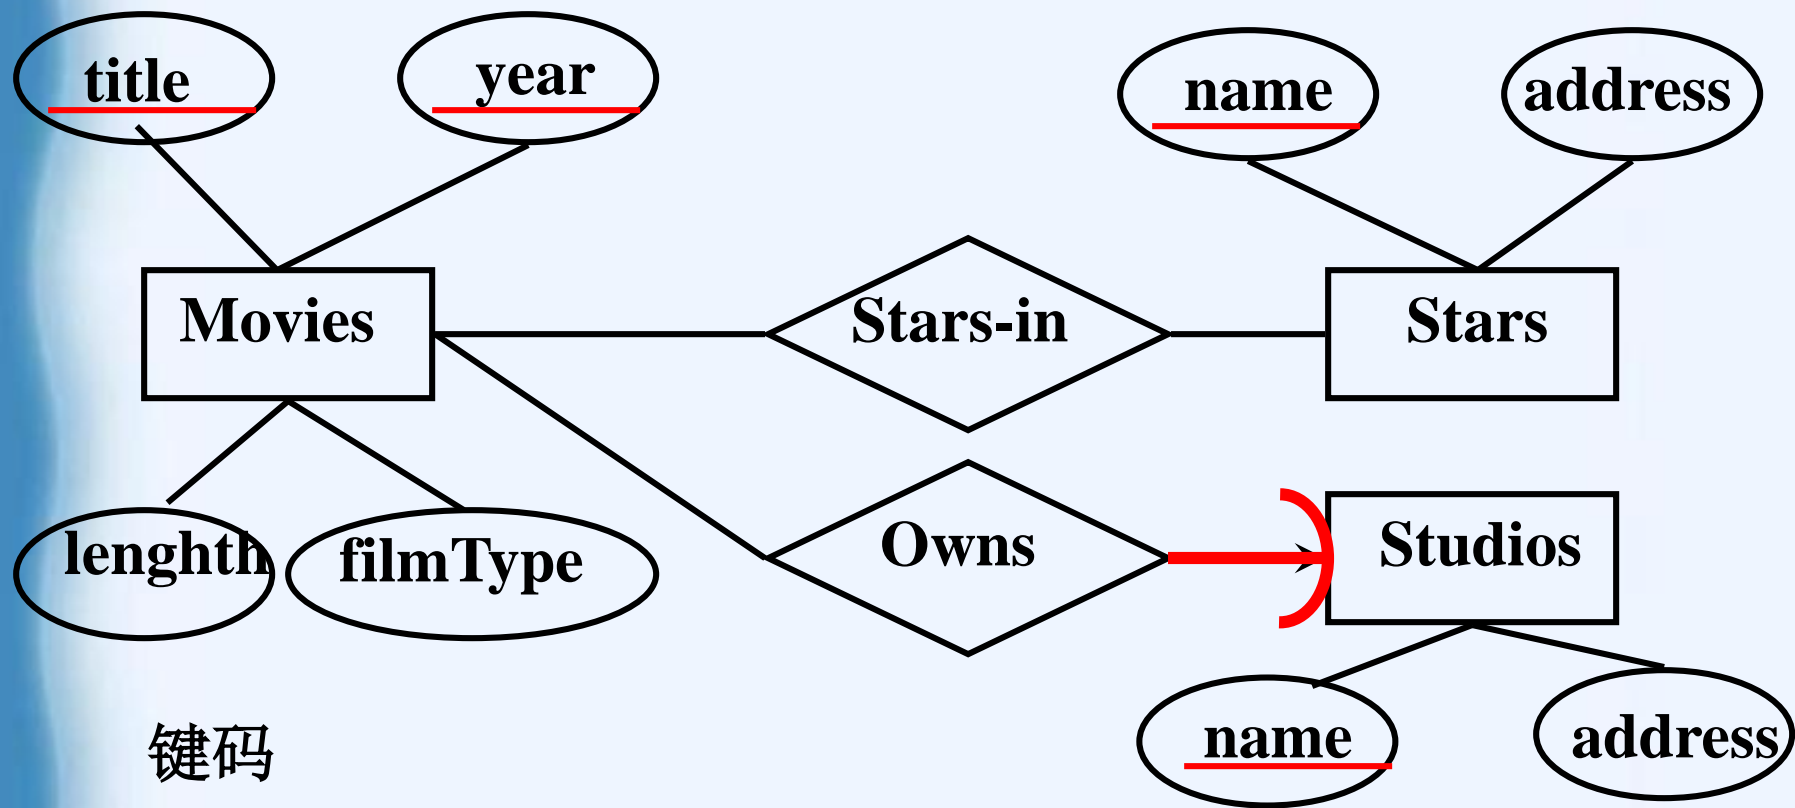 title
year
name
address
Movies
Stars-in
Stars
lenghth
filmType
Owns
Studios
name
address
键码